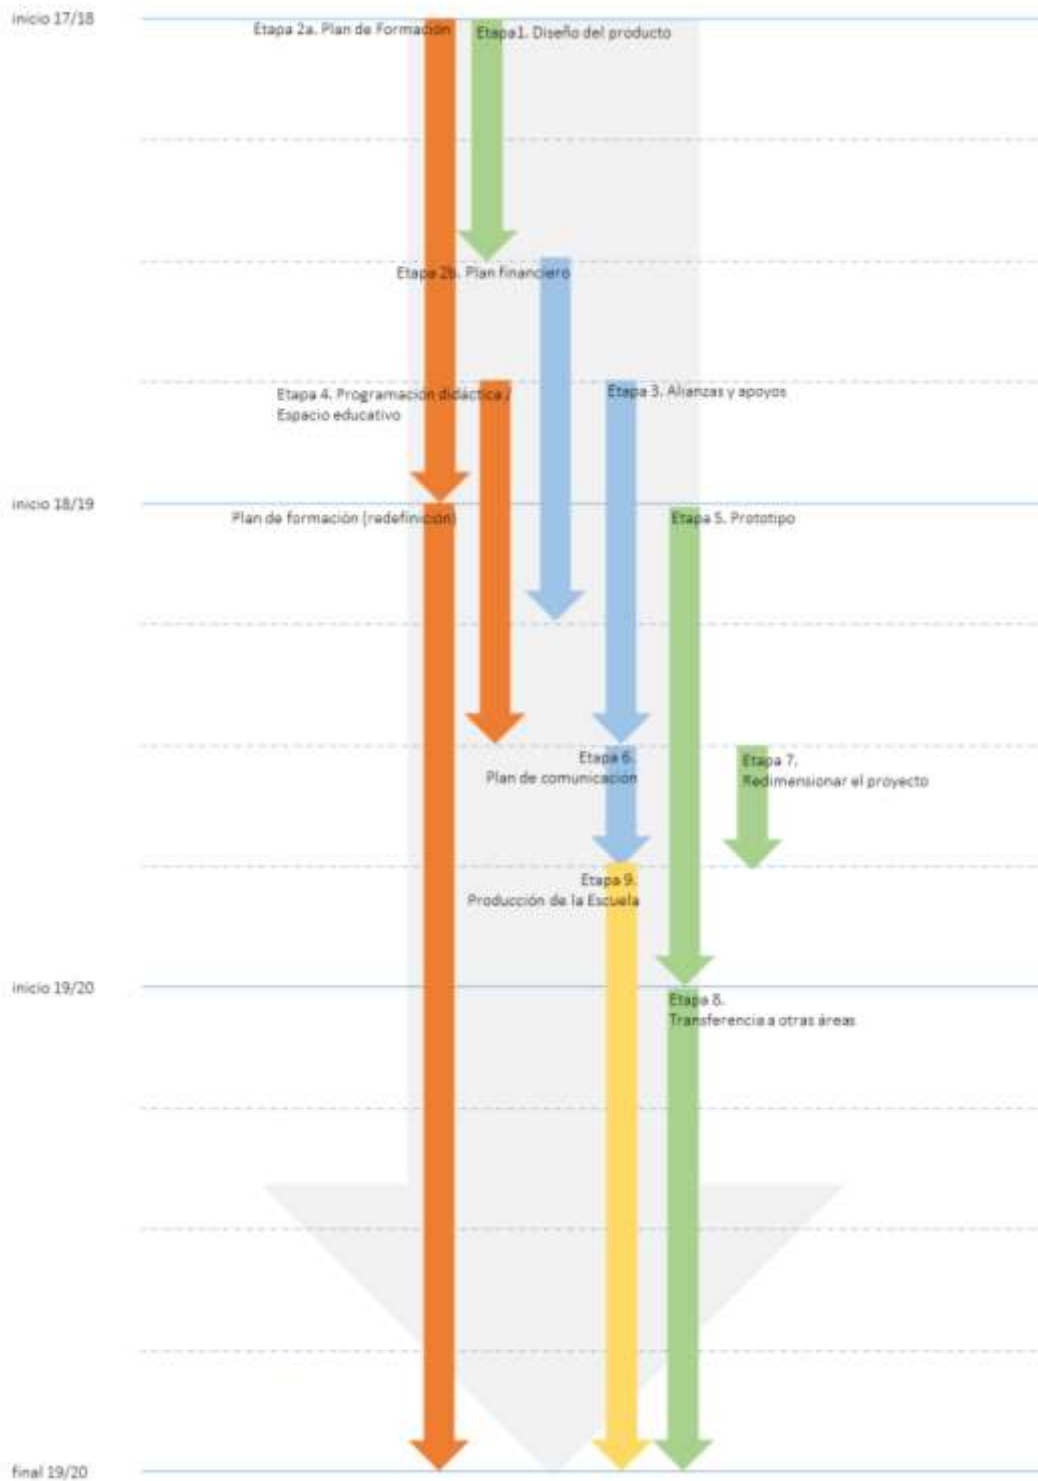 inicio 17/18
Etapa 2a. Plan de Formación
Etapa1. Diseño del producto
Etapa 2b. Plan financiero
Etapa 4. Programación didáctica /
Espacio educativo
Etapa 3. Alianzas y apoyos
inicio 18/19
Plan de formación (redefinición)
Etapa 5. Prototipo
Etapa 6.
Plan de comunicación
Etapa 7.
Redimensionar el proyecto
Etapa 9.
Producción de la Escuela
inicio 19/20
Etapa 8.
Transferencia a otras áreas
final 19/20